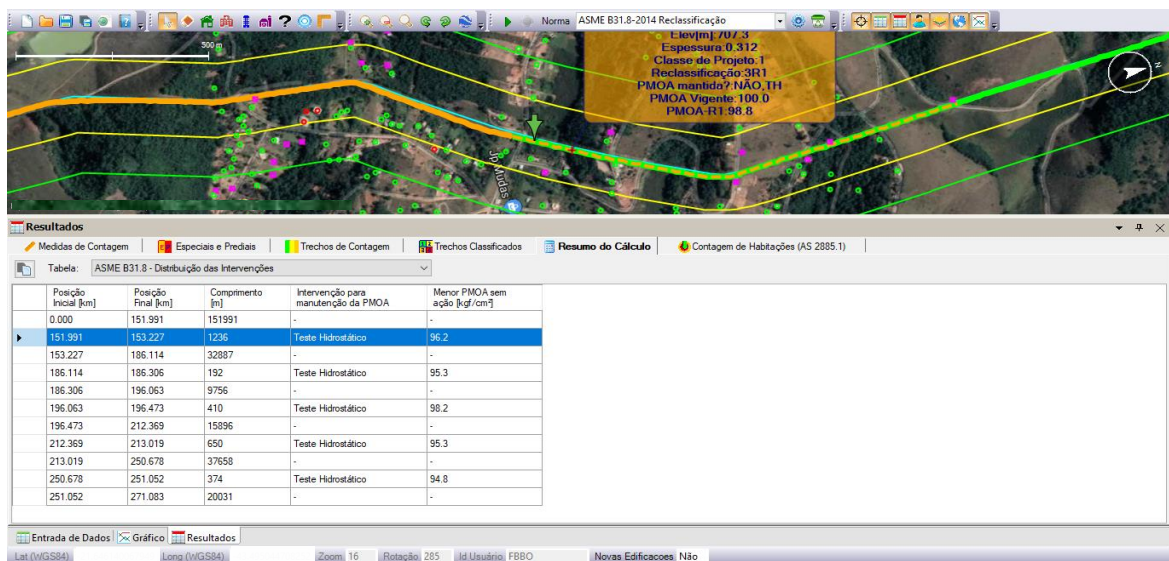 Norma ASME B31.8-2014 Reclassificação
500 m
Elev[m]:707.3
Espessura:0.312
Classe de Projeto:1
Reclassificação:3R1
PMOA mantida?:NÃO,TH
PMOA Vigente:100.0
PMOA-R1:98.8
N
Jp Mudas
Resultados
Medidas de Contagem Especiais e Prediais Trechos de Contagem Trechos Classificados Resumo do Cálculo Contagem de Habitações (AS 2885.1)
Tabela: ASME B31.8 - Distribuição das Intervenções
Posição Inicial [km] Posição Final [km] Comprimento [m] Intervenção para manutenção da PMOA Menor PMOA sem ação [kgf/cm²]
0.000 151.991 151991 - -
151.991 153.227 1236 Teste Hidrostático 96.2
153.227 186.114 32887 - -
186.114 186.306 192 Teste Hidrostático 95.3
186.306 196.063 9756 - -
196.063 196.473 410 Teste Hidrostático 98.2
196.473 212.369 15896 - -
212.369 213.019 650 Teste Hidrostático 95.3
213.019 250.678 37658 - -
250.678 251.052 374 Teste Hidrostático 94.8
251.052 271.083 20031 - -
Entrada de Dados Gráfico Resultados
Lat (WGS84) Long (WGS84) Zoom 16 Rotação 285 Id Usuário FBBO Novas Edificacoes Não